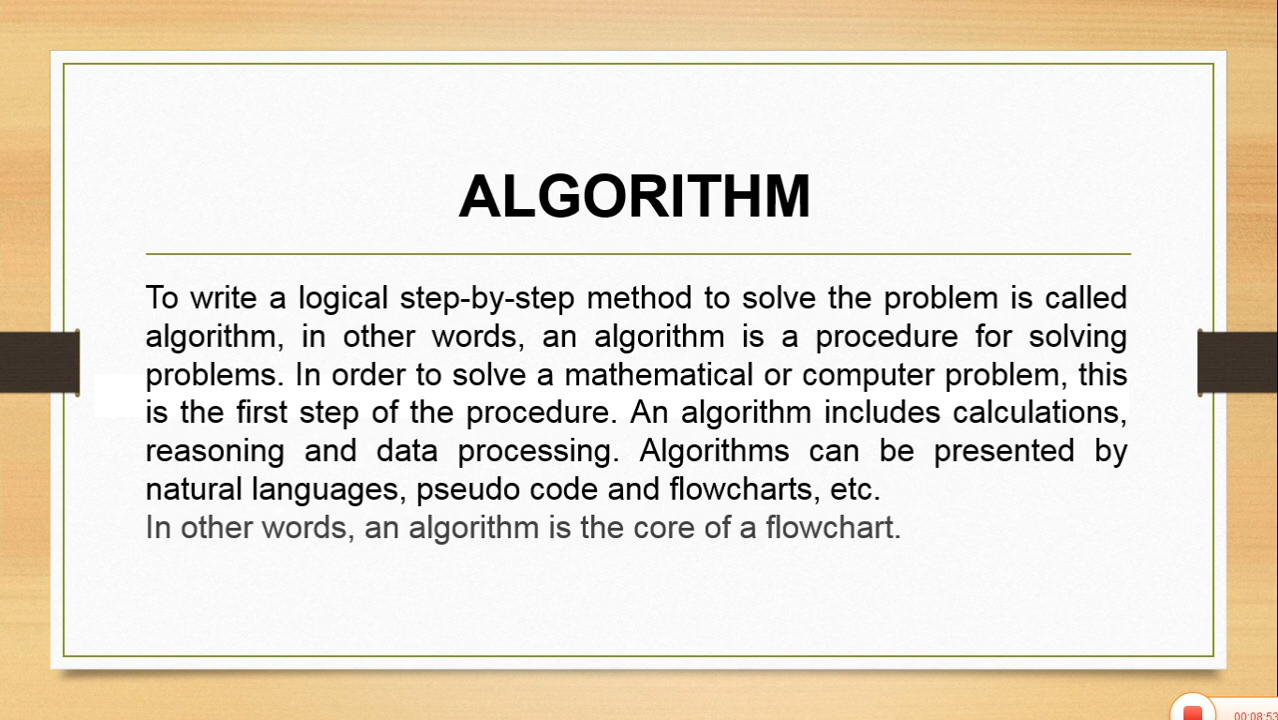 ALGORITHM
To write a logical step-by-step method to solve the problem is called
algorithm, in other words, an algorithm is a procedure for solving
problems. In order to solve a mathematical or computer problem, this
is the first step of the procedure. An algorithm includes calculations,
reasoning and data processing. Algorithms can be presented by
natural languages, pseudo code and flowcharts, etc.
In other words, an algorithm is the core of a flowchart.
00:08:53